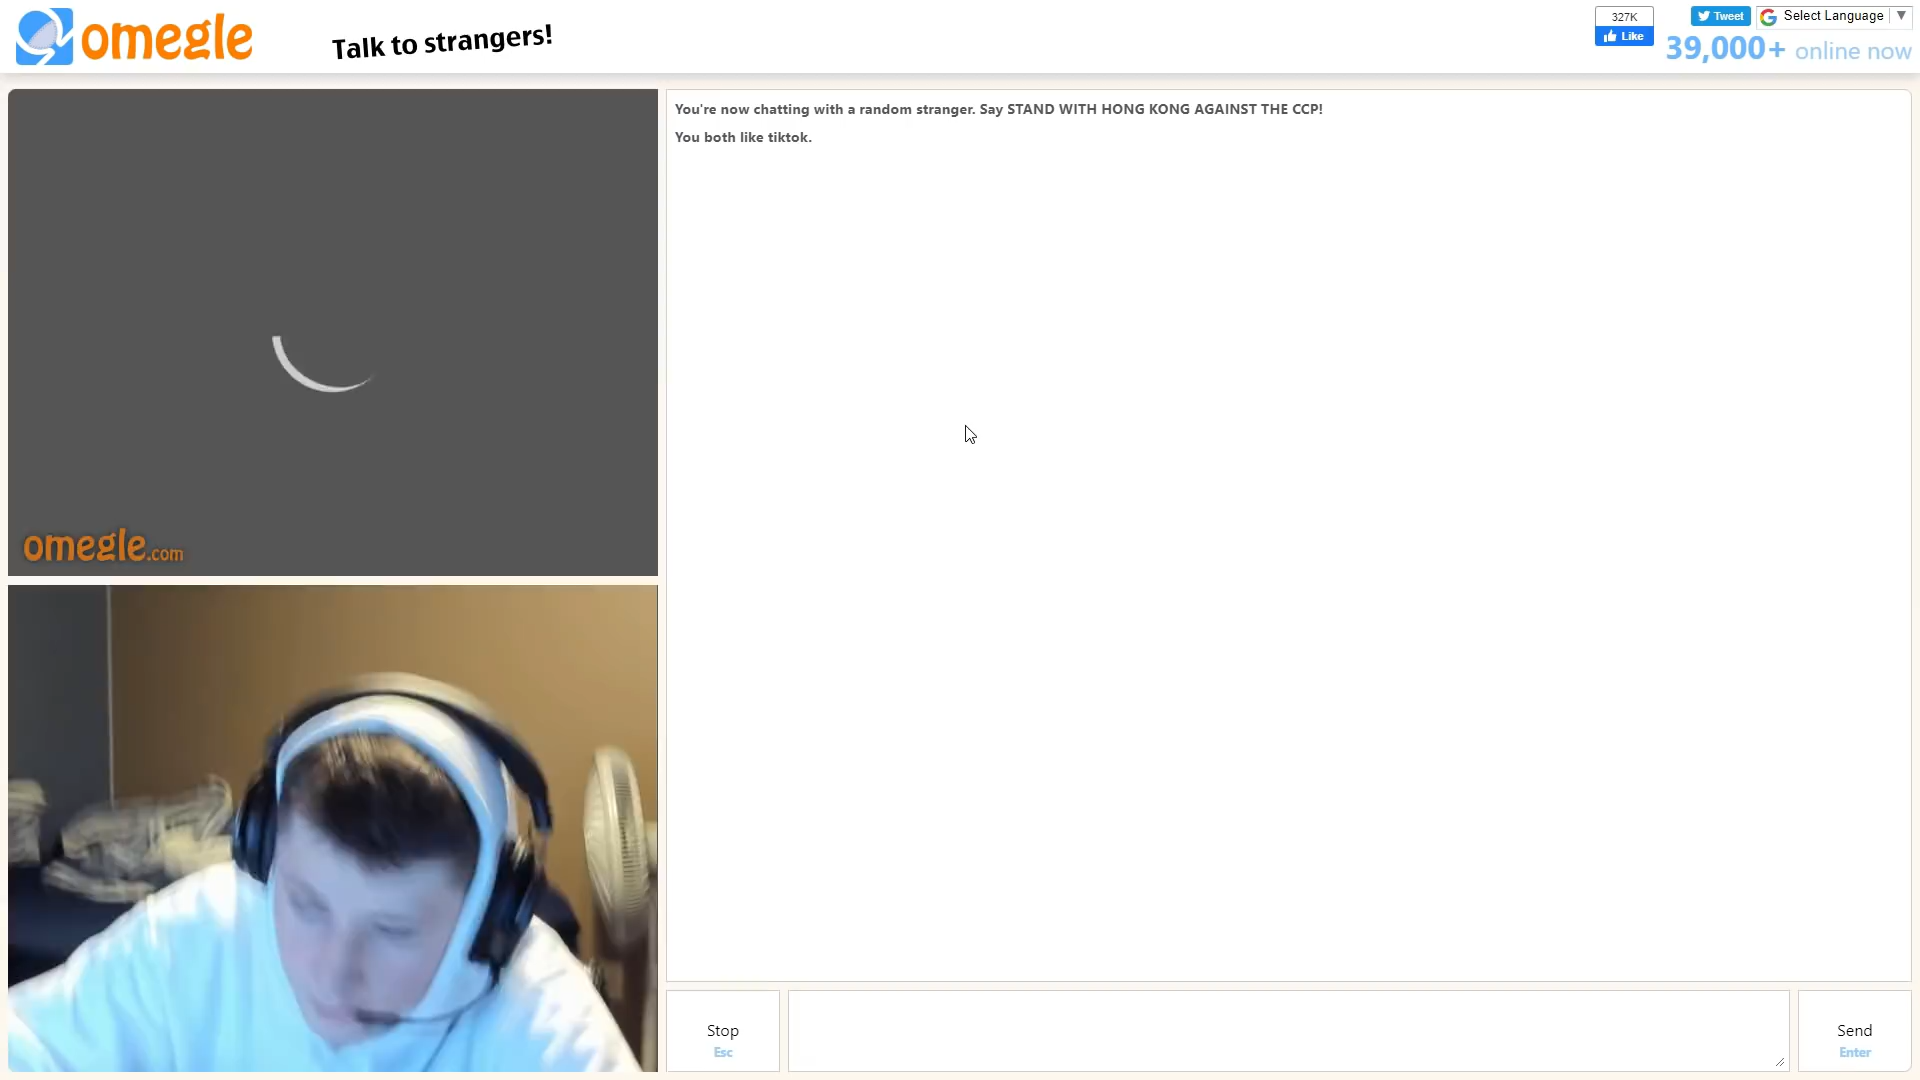 omegle
Talk to strangers!
327K
Like
Tweet
Select Language
39,000+ online now
You're now chatting with a random stranger. Say STAND WITH HONG KONG AGAINST THE CCP!
You both like tiktok.
omegle.com
Stop
Esc
Send
Enter